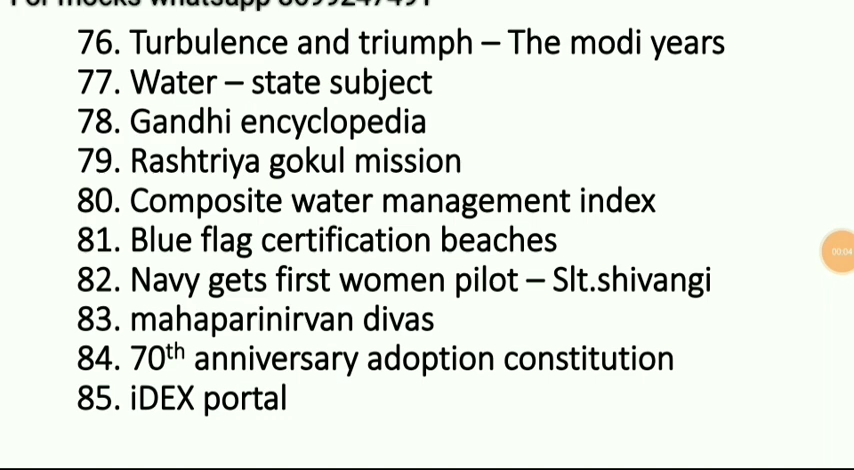 76. Turbulence and triumph – The modi years
77. Water – state subject
78. Gandhi encyclopedia
79. Rashtriya gokul mission
80. Composite water management index
81. Blue flag certification beaches
82. Navy gets first women pilot – Slt.shivangi
83. mahaparinirvan divas
84. 70th anniversary adoption constitution
85. iDEX portal
00:04